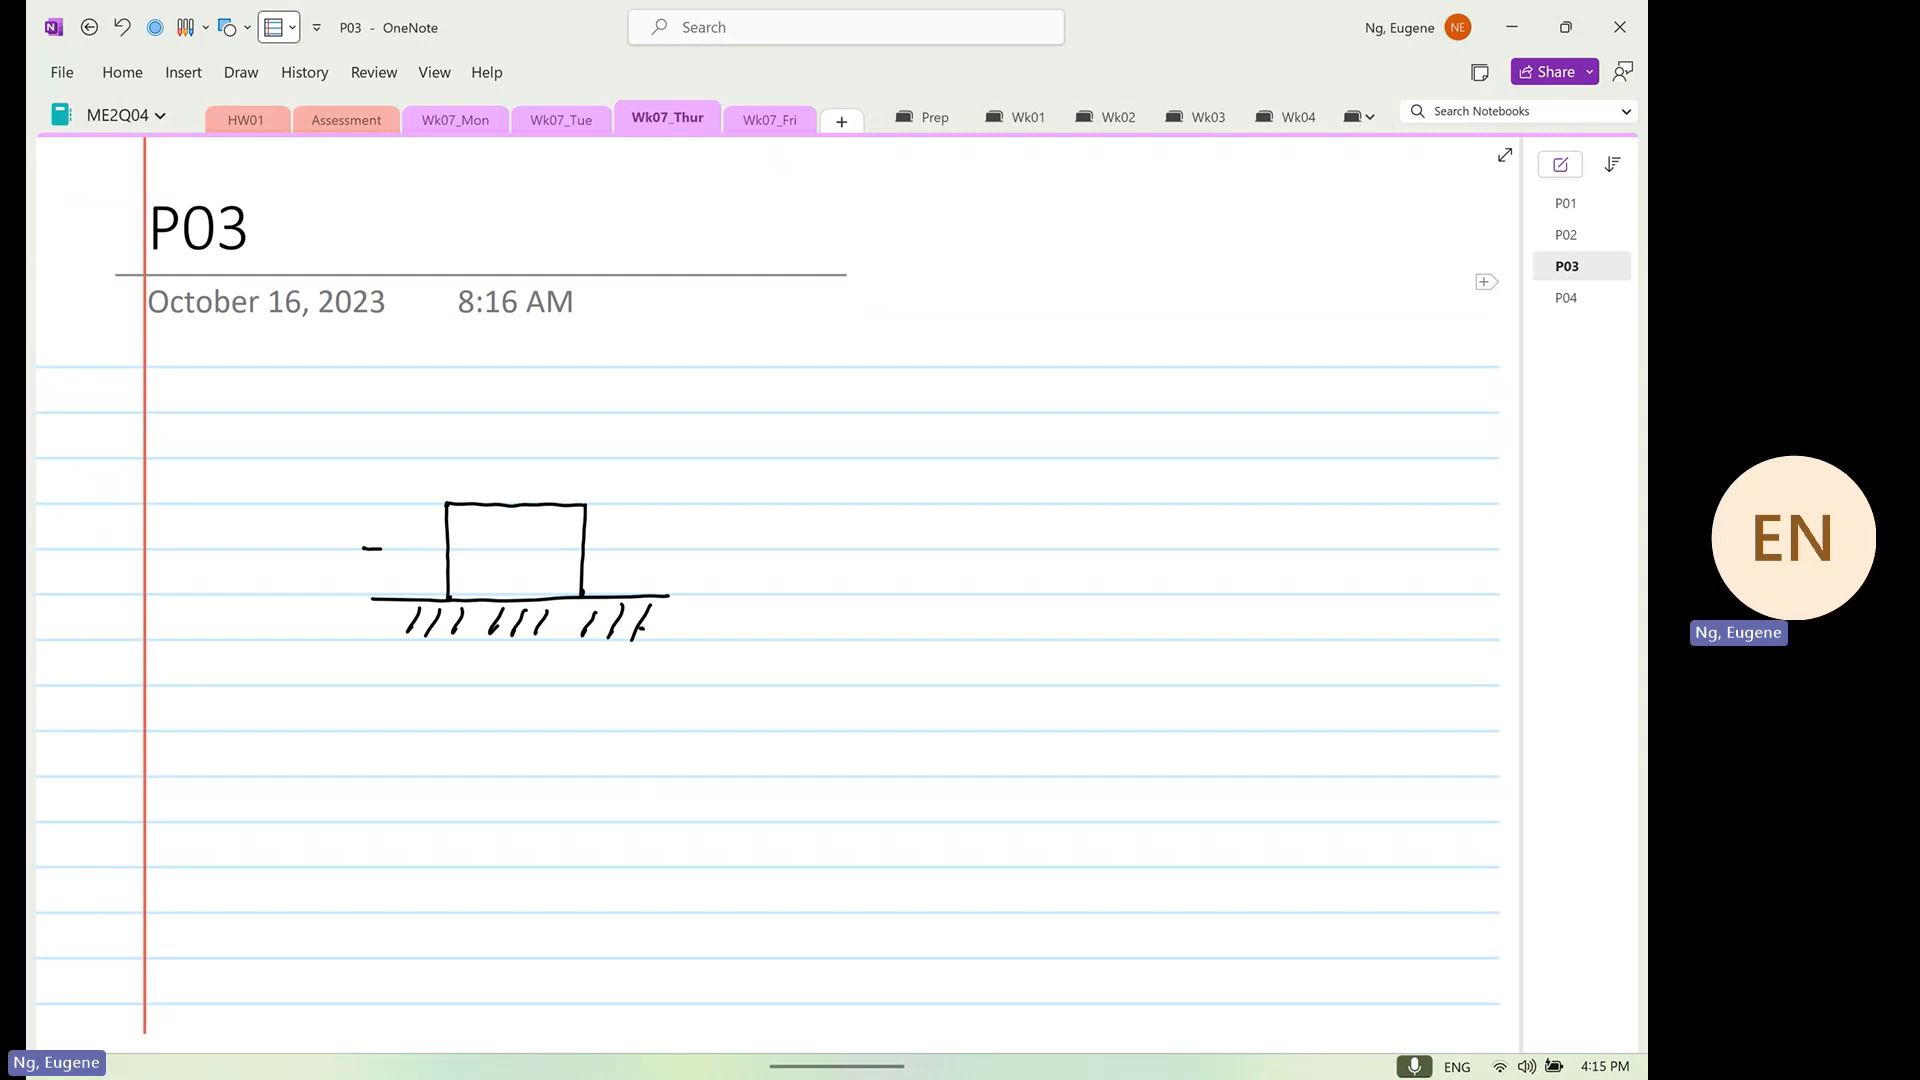 P03 - OneNote
Search
Ng, Eugene NE
File Home Insert Draw History Review View Help
Share
ME2Q04 HW01 Assessment Wk07_Mon Wk07_Tue Wk07_Thur Wk07_Fri + Prep Wk01 Wk02 Wk03 Wk04 Search Notebooks
P03
October 16, 2023 8:16 AM
P01
P02
P03
P04
EN
Ng, Eugene
Ng, Eugene
ENG 4:15 PM